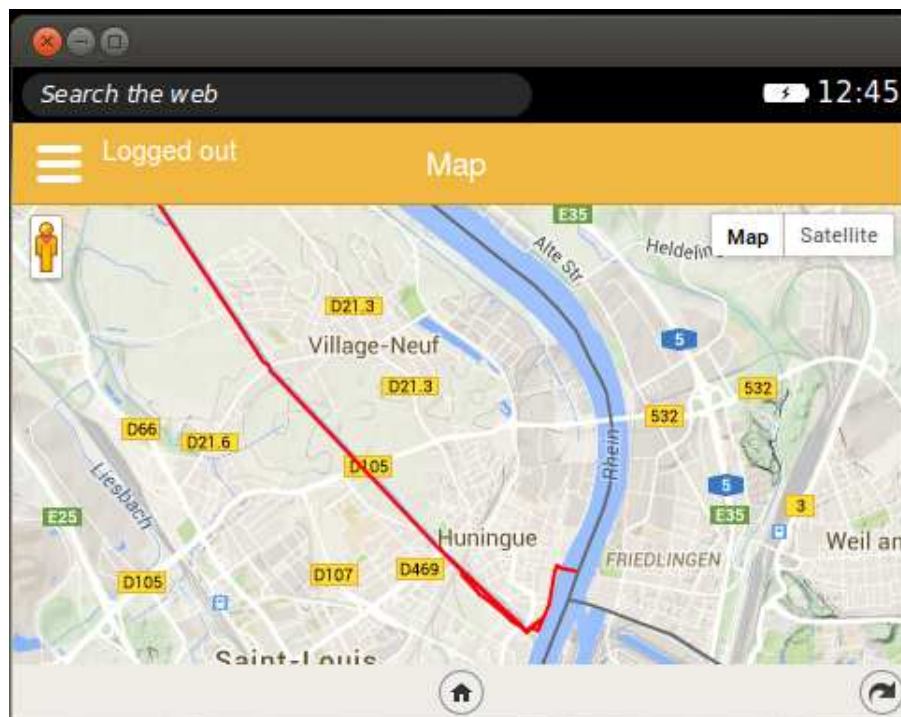 Search the web
12:45
Logged out
Map
E35
Alte Str
Map
Satellite
D21.3
Village-Neuf
5
D21.3
532
532
D66
D21.6
Rhein
D105
Liesbach
5
E35
3
E25
Huningue
Weil
FRIEDLINGEN
D469
D107
D105
Saint-Louis